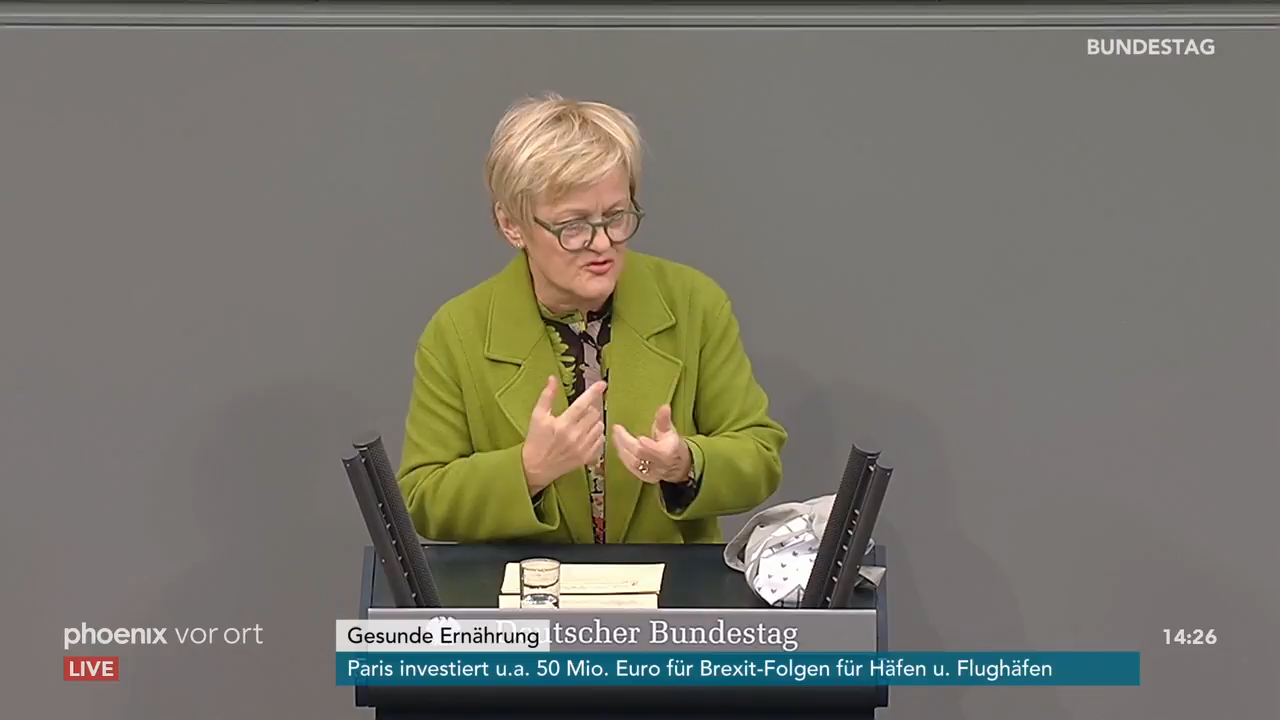 BUNDESTAG
Deutscher Bundestag
phoenix vor ort
Gesunde Ernährung
14:26
LIVE
Paris investiert u.a. 50 Mio. Euro für Brexit-Folgen für Häfen u. Flughäfen